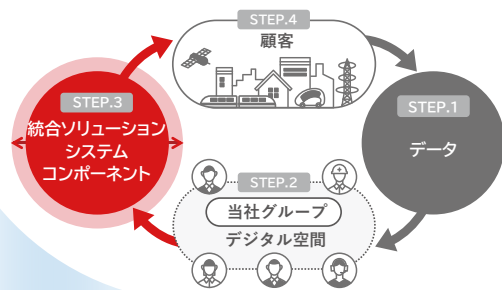 STEP.4
顧客
STEP.3
統合ソリューション
システム
コンポーネント
STEP.1
データ
STEP.2
当社グループ
デジタル空間